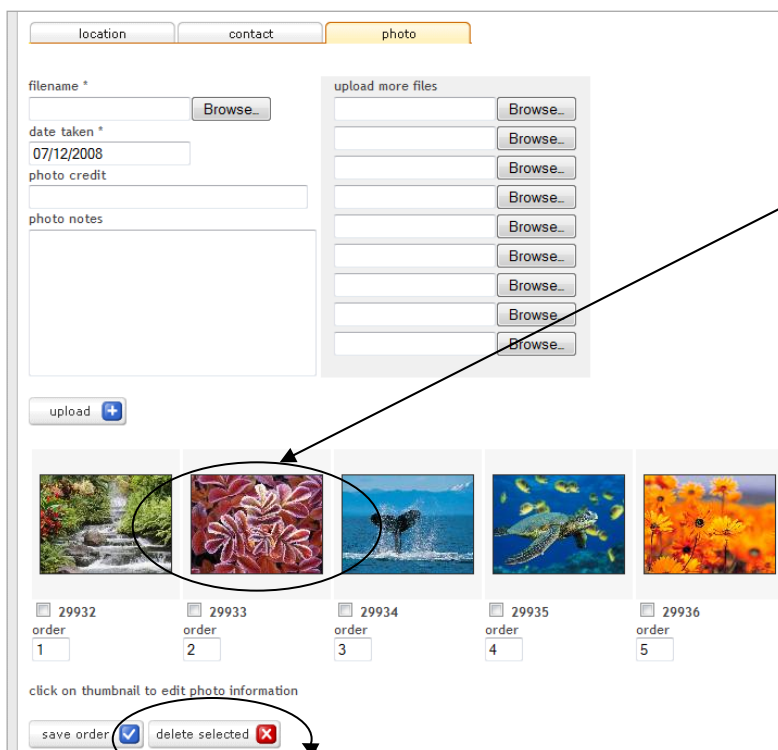 location contact photo
filename *
Browse...
date taken *
07/12/2008
photo credit
photo notes
upload more files
Browse...
Browse...
Browse...
Browse...
Browse...
Browse...
Browse...
Browse...
Browse...
upload
29932 29933 29934 29935 29936
order order order order order
1 2 3 4 5
click on thumbnail to edit photo information
save order delete selected